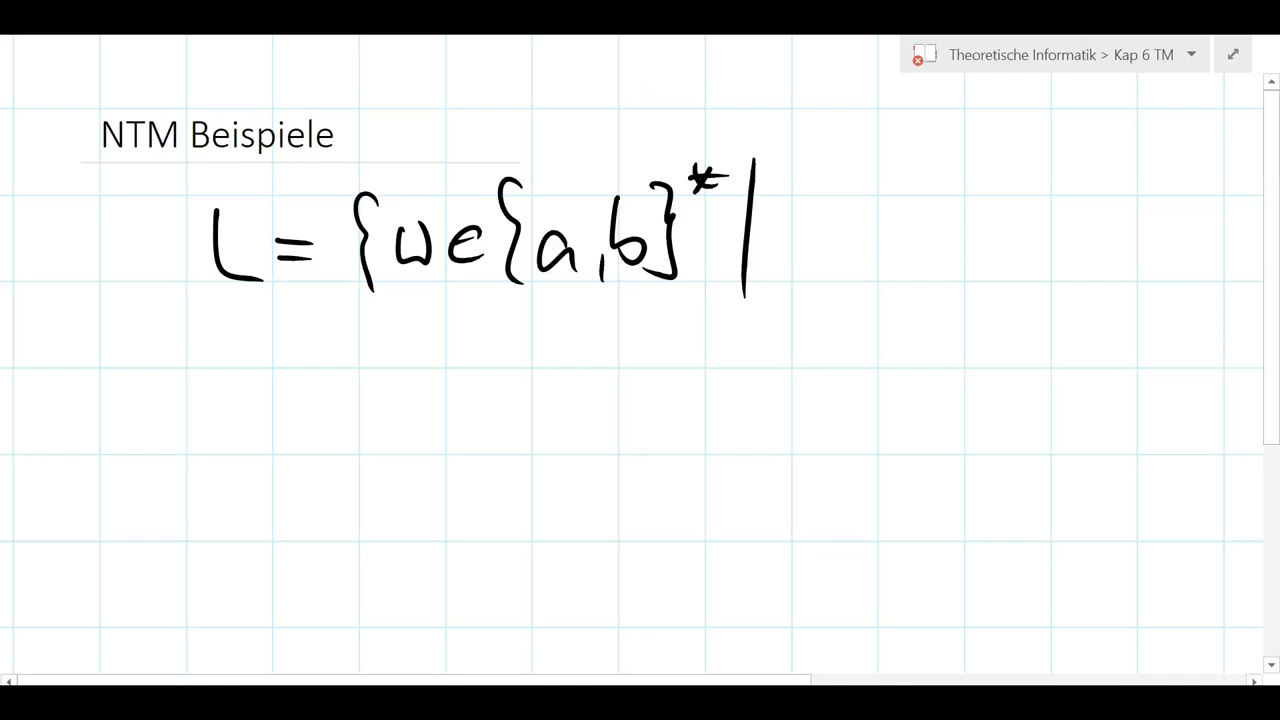 Theoretische Informatik > Kap 6 TM
NTM Beispiele
L = {w ∈ {a,b}* |